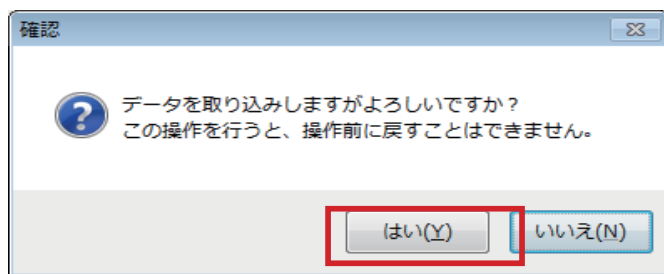 確認
データを取り込みしますがよろしいですか？
この操作を行うと、操作前に戻すことはできません。
はい(Y)
いいえ(N)